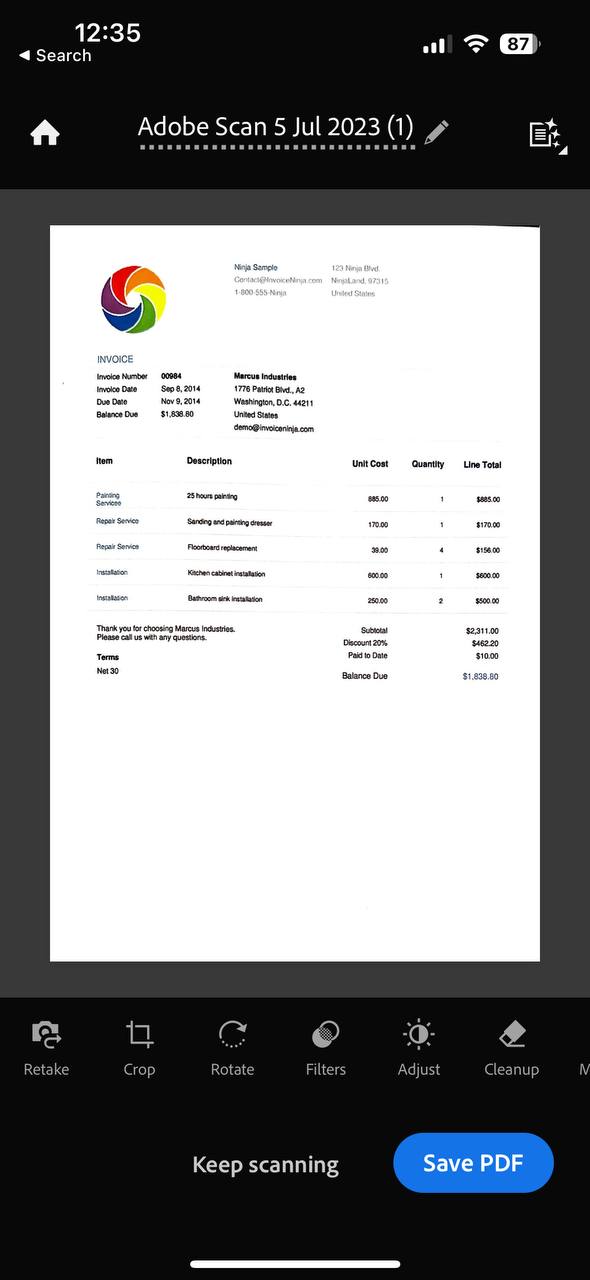 12:35
87
◀ Search
Adobe Scan 5 Jul 2023 (1)
Ninja Sample 123 Ninja Blvd.
Contact@InvoiceNinja.com NinjaLand, 97315
1-800-555-Ninja United States
INVOICE
Invoice Number 00984 Marcus Industries
Invoice Date Sep 8, 2014 1776 Patriot Blvd., A2
Due Date Nov 9, 2014 Washington, D.C. 44211
Balance Due $1,838.80 United States
demo@invoiceninja.com
Item Description Unit Cost Quantity Line Total
Painting 25 hours painting 885.00 1 $885.00
Services
Repair Service Sanding and painting dresser 170.00 1 $170.00
Repair Service Floorboard replacement 39.00 4 $156.00
Installation Kitchen cabinet installation 600.00 1 $600.00
Installation Bathroom sink installation 250.00 2 $500.00
Thank you for choosing Marcus Industries. Subtotal $2,311.00
Please call us with any questions. Discount 20% $462.20
Terms Paid to Date $10.00
Net 30 Balance Due $1,838.80
Retake Crop Rotate Filters Adjust Cleanup M
Keep scanning Save PDF